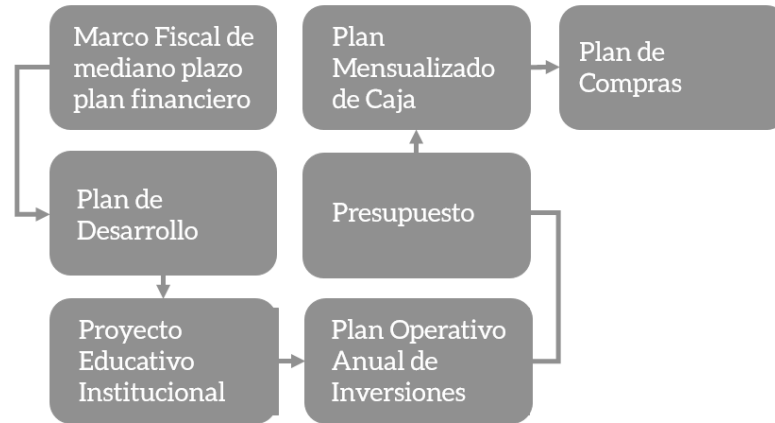 Marco Fiscal de
mediano plazo
plan financiero
Plan de
Desarrollo
Proyecto
Educativo
Institucional
Plan Operativo
Anual de
Inversiones
Presupuesto
Plan
Mensualizado
de Caja
Plan de
Compras